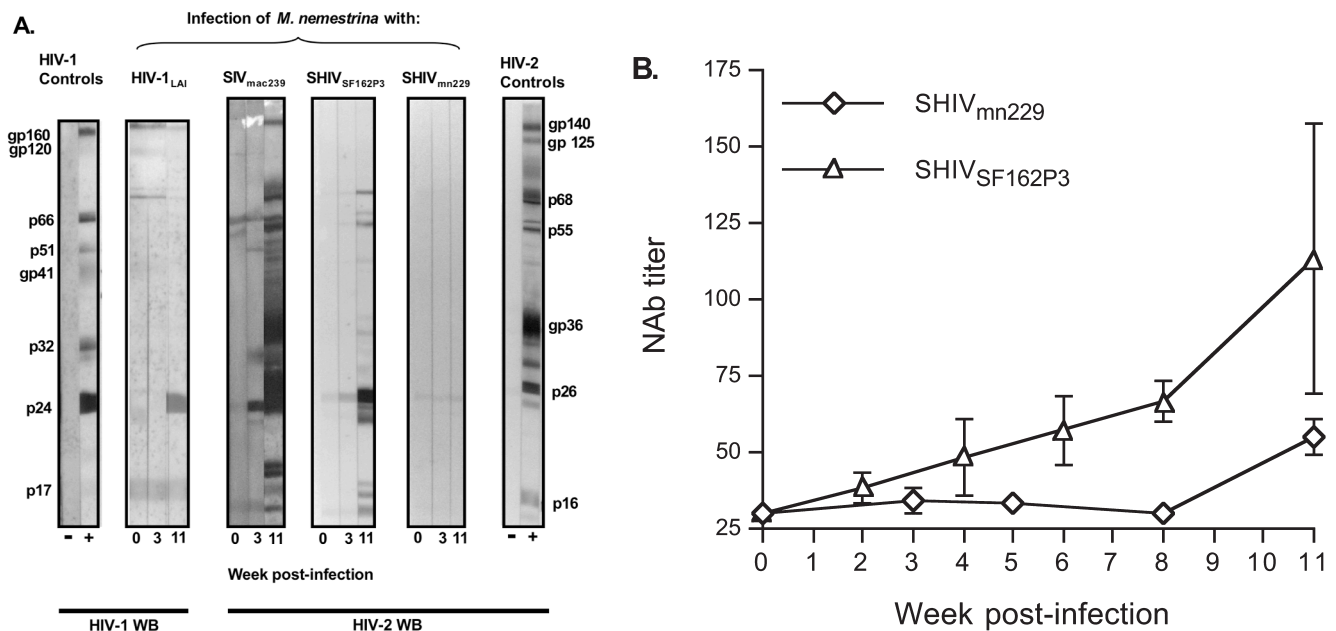 A.
Infection of M. nemestrina with:
HIV-1
Controls
HIV-1LAI
SIVmac239
SHIVSF162P3
SHIVmn229
HIV-2
Controls
gp160
gp120
p66
p51
gp41
p32
p24
p17
gp140
gp 125
p68
p55
gp36
p26
p16
- +
0 3 11
0 3 11
0 3 11
0 3 11
- +
Week post-infection
HIV-1 WB
HIV-2 WB
B.
SHIVmn229
SHIVSF162P3
NAb titer
175
150
125
100
75
50
25
0 1 2 3 4 5 6 7 8 9 10 11
Week post-infection